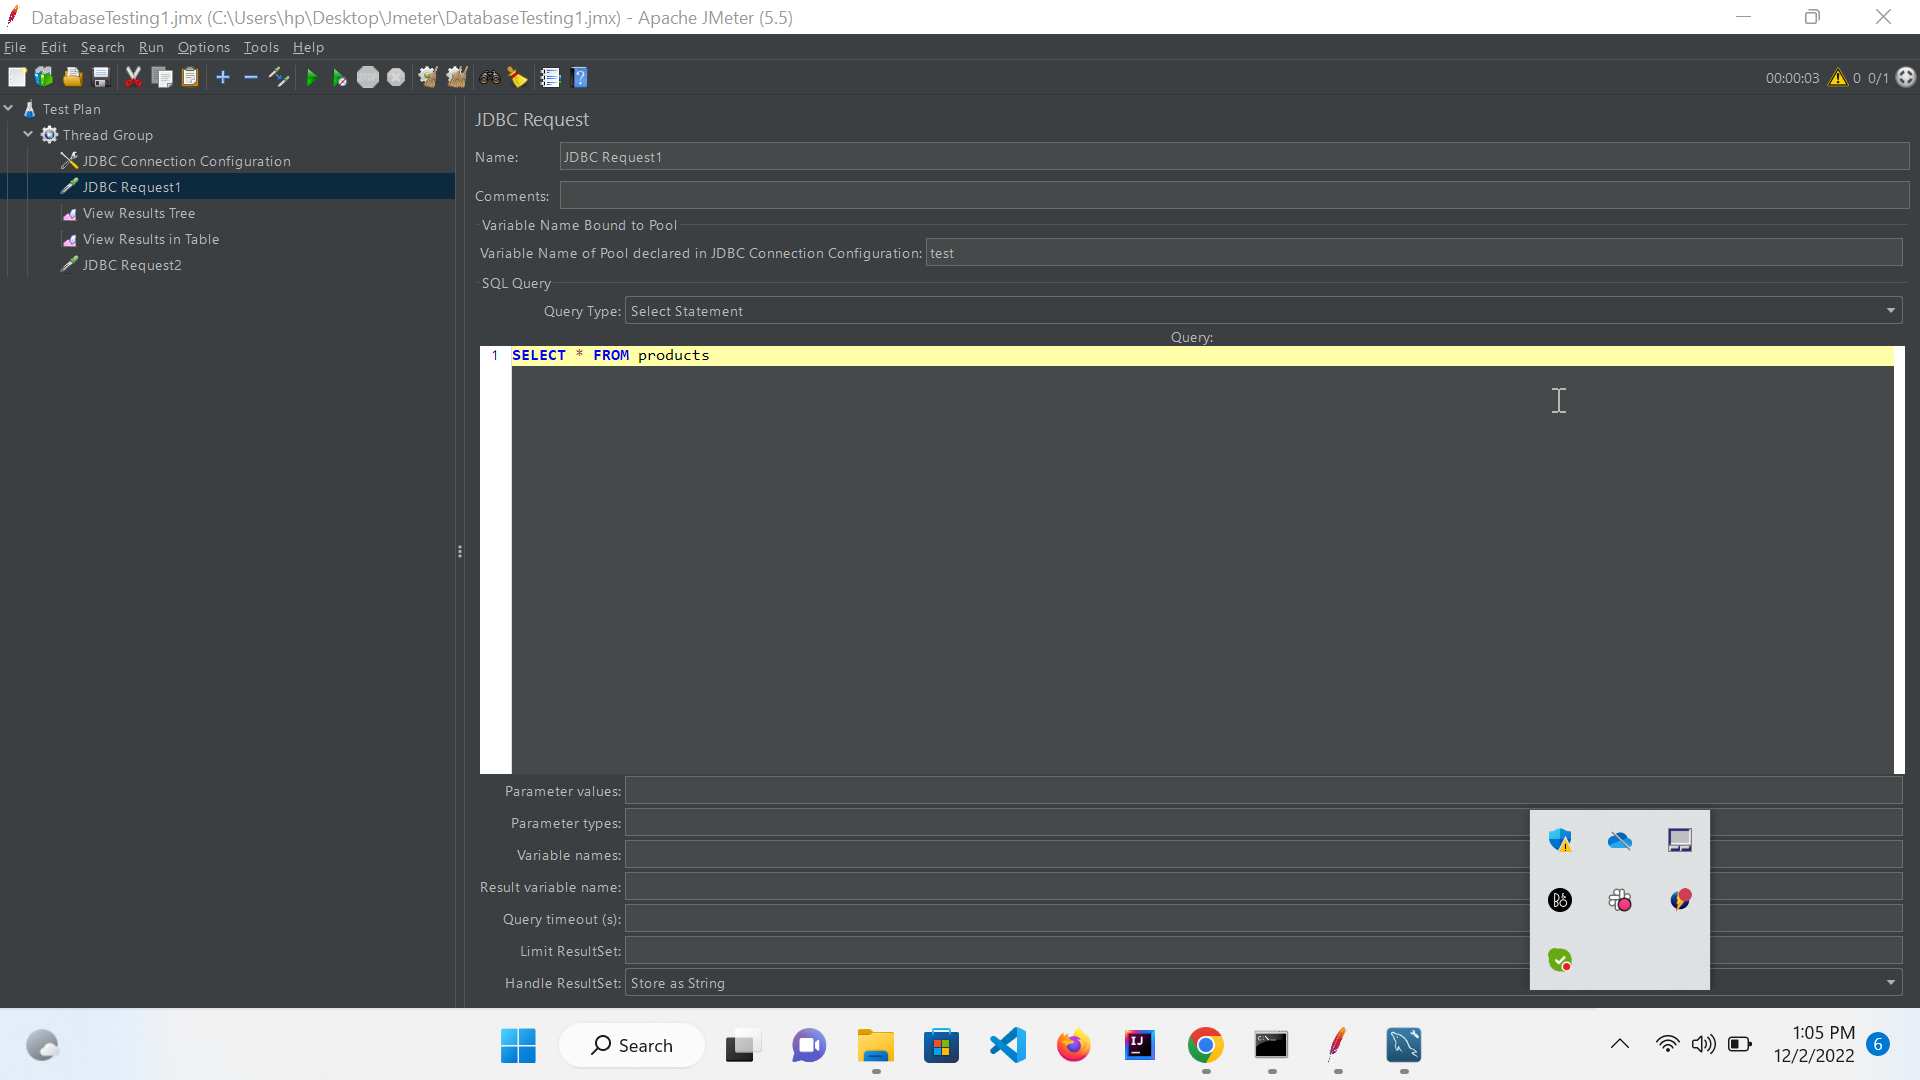 DatabaseTesting1.jmx (C:\Users\hp\Desktop\Jmeter\DatabaseTesting1.jmx) - Apache JMeter (5.5)
File Edit Search Run Options Tools Help
00:00:03 0 0/1
Test Plan
Thread Group
JDBC Connection Configuration
JDBC Request1
View Results Tree
View Results in Table
JDBC Request2
JDBC Request
Name: JDBC Request1
Comments:
Variable Name Bound to Pool
Variable Name of Pool declared in JDBC Connection Configuration: test
SQL Query
Query Type: Select Statement
Query:
1 SELECT * FROM products
Parameter values:
Parameter types:
Variable names:
Result variable name:
Query timeout (s):
Limit ResultSet:
Handle ResultSet: Store as String
Search
1:05 PM
12/2/2022
6